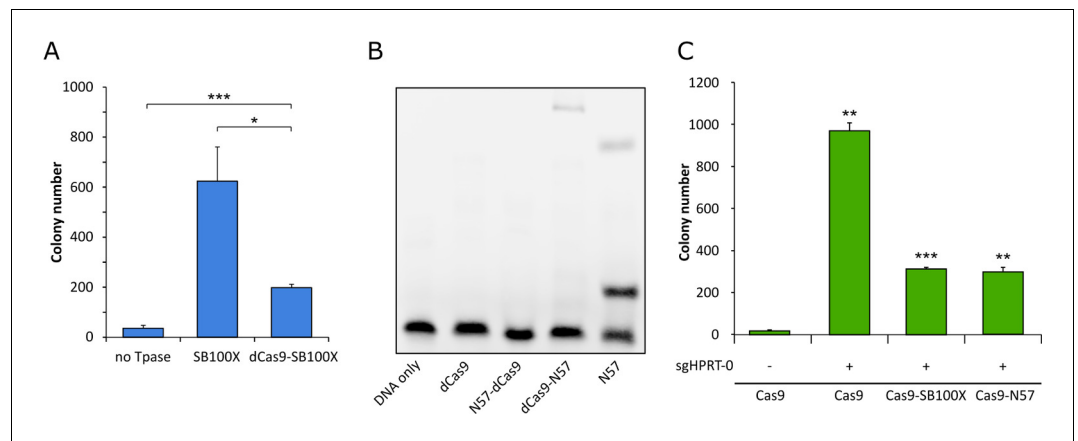 A
Colony number
1000
800
600
400
200
0
***
*
no Tpase SB100X dCas9-SB100X
B
DNA only
dCas9
N57-dCas9
dCas9-N57
N57
C
Colony number
1200
1000
800
600
400
200
0
**
***
**
sgHPRT-0 - + + +
Cas9 Cas9 Cas9-SB100X Cas9-N57